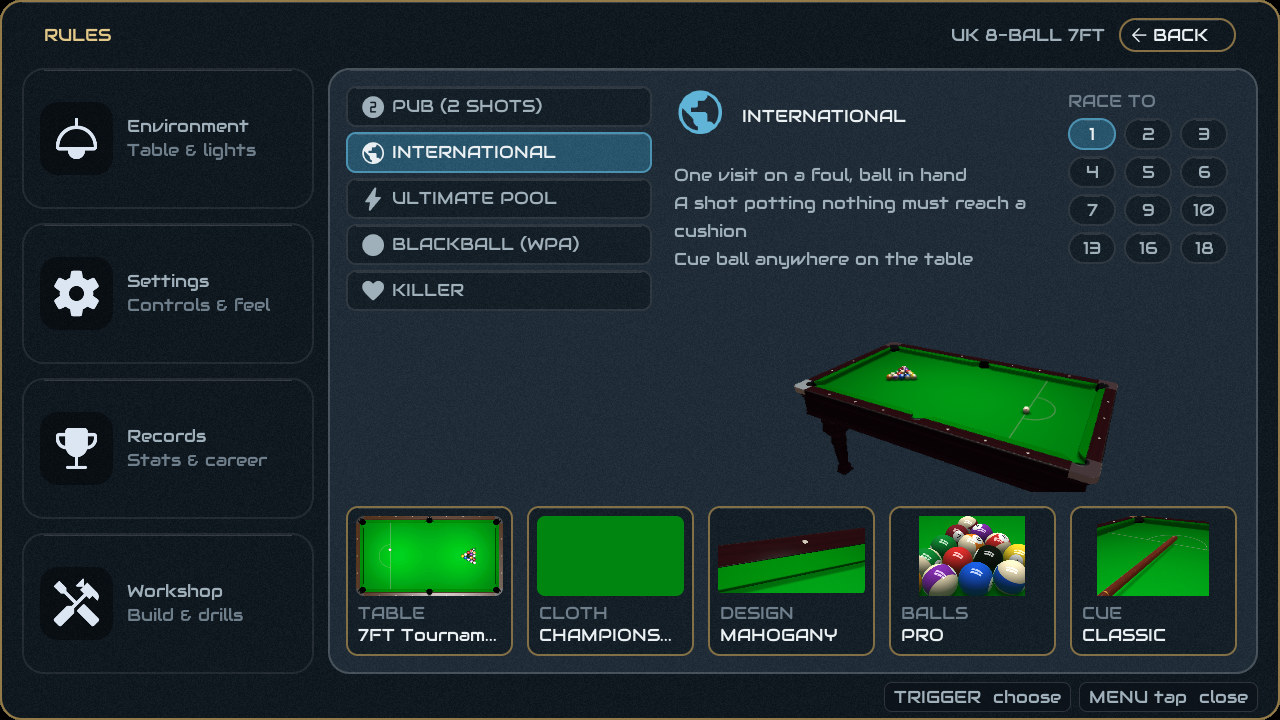 RULES
UK 8-BALL 7FT
← BACK
Environment
Table & lights
Settings
Controls & feel
Records
Stats & career
Workshop
Build & drills
2 PUB (2 SHOTS)
INTERNATIONAL
ULTIMATE POOL
BLACKBALL (WPA)
KILLER
INTERNATIONAL
One visit on a foul, ball in hand
A shot potting nothing must reach a
cushion
Cue ball anywhere on the table
RACE TO
1 2 3
4 5 6
7 9 10
13 16 18
TABLE
7FT Tournam...
CLOTH
CHAMPIONS...
DESIGN
MAHOGANY
BALLS
PRO
CUE
CLASSIC
TRIGGER choose
MENU tap close